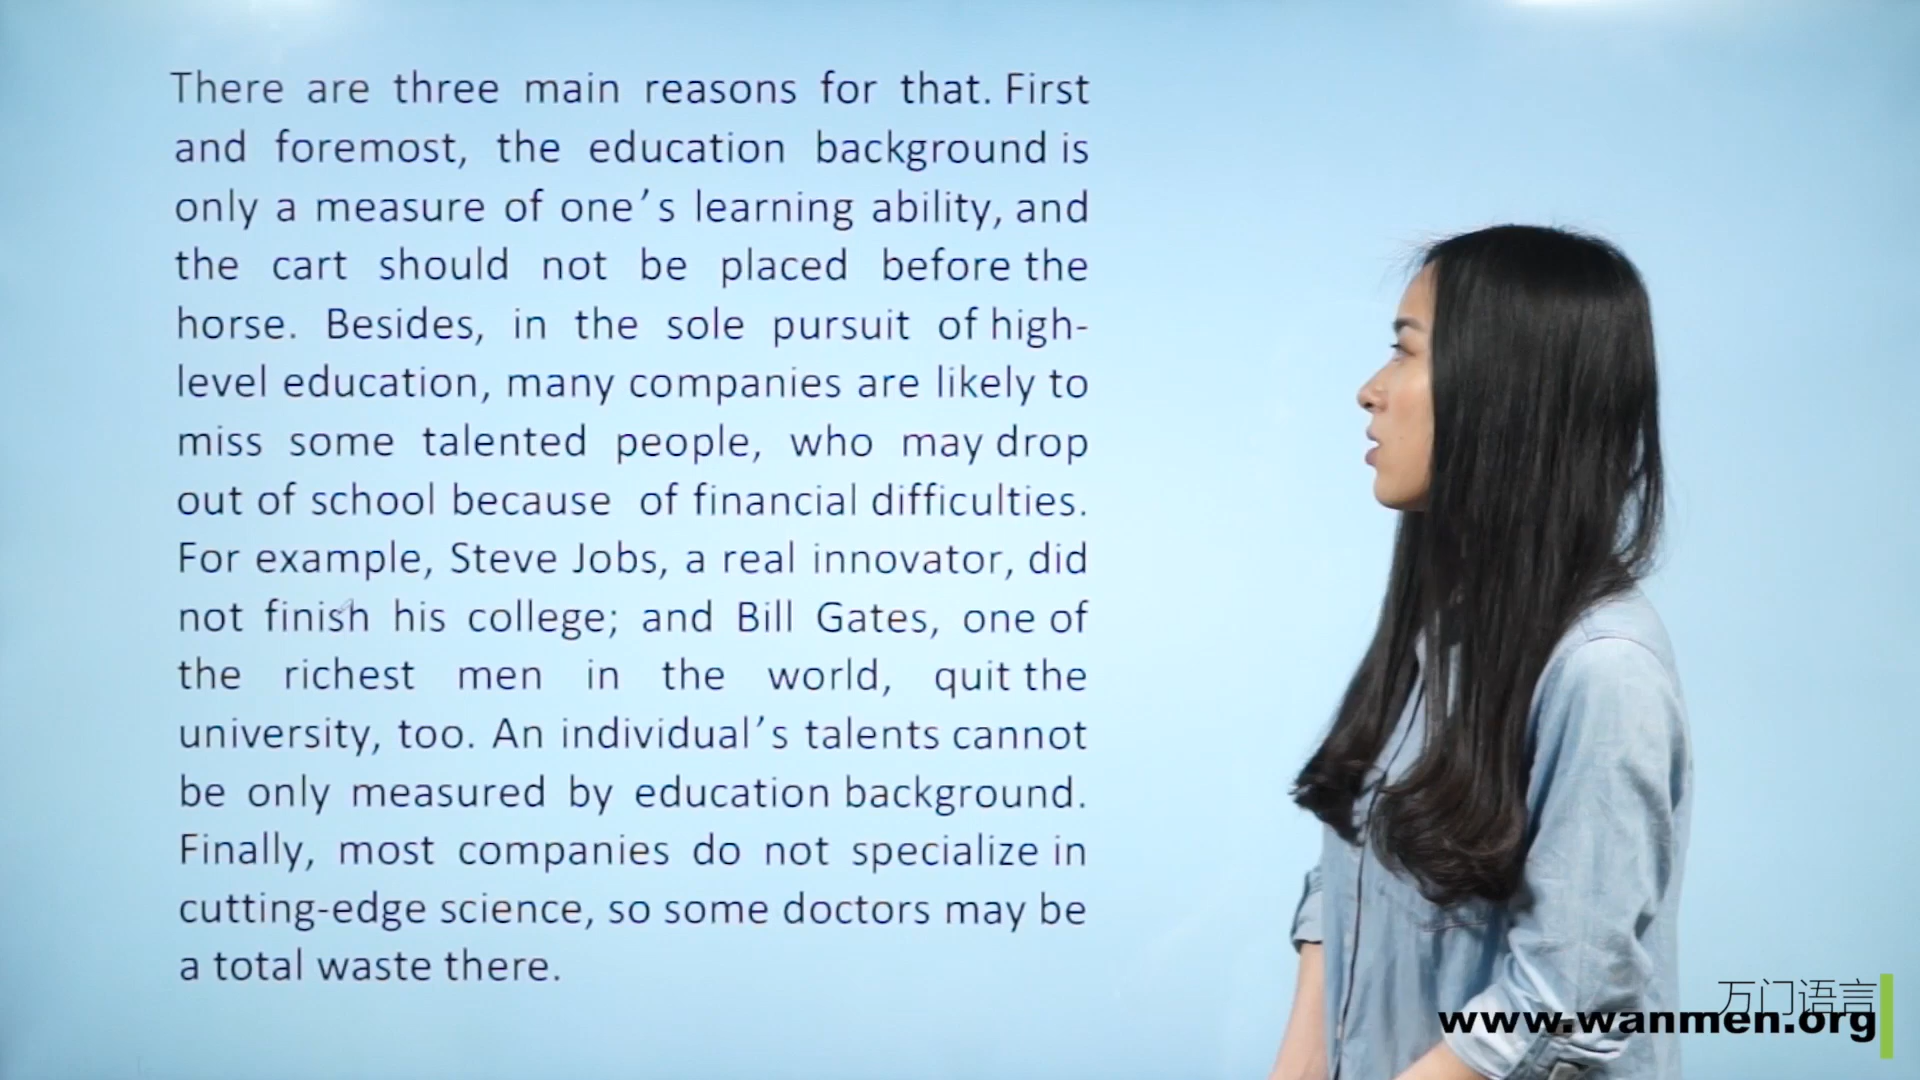 There are three main reasons for that. First
and foremost, the education background is
only a measure of one’s learning ability, and
the cart should not be placed before the
horse. Besides, in the sole pursuit of high-
level education, many companies are likely to
miss some talented people, who may drop
out of school because of financial difficulties.
For example, Steve Jobs, a real innovator, did
not finish his college; and Bill Gates, one of
the richest men in the world, quit the
university, too. An individual’s talents cannot
be only measured by education background.
Finally, most companies do not specialize in
cutting-edge science, so some doctors may be
a total waste there.
万门语言
www.wanmen.org